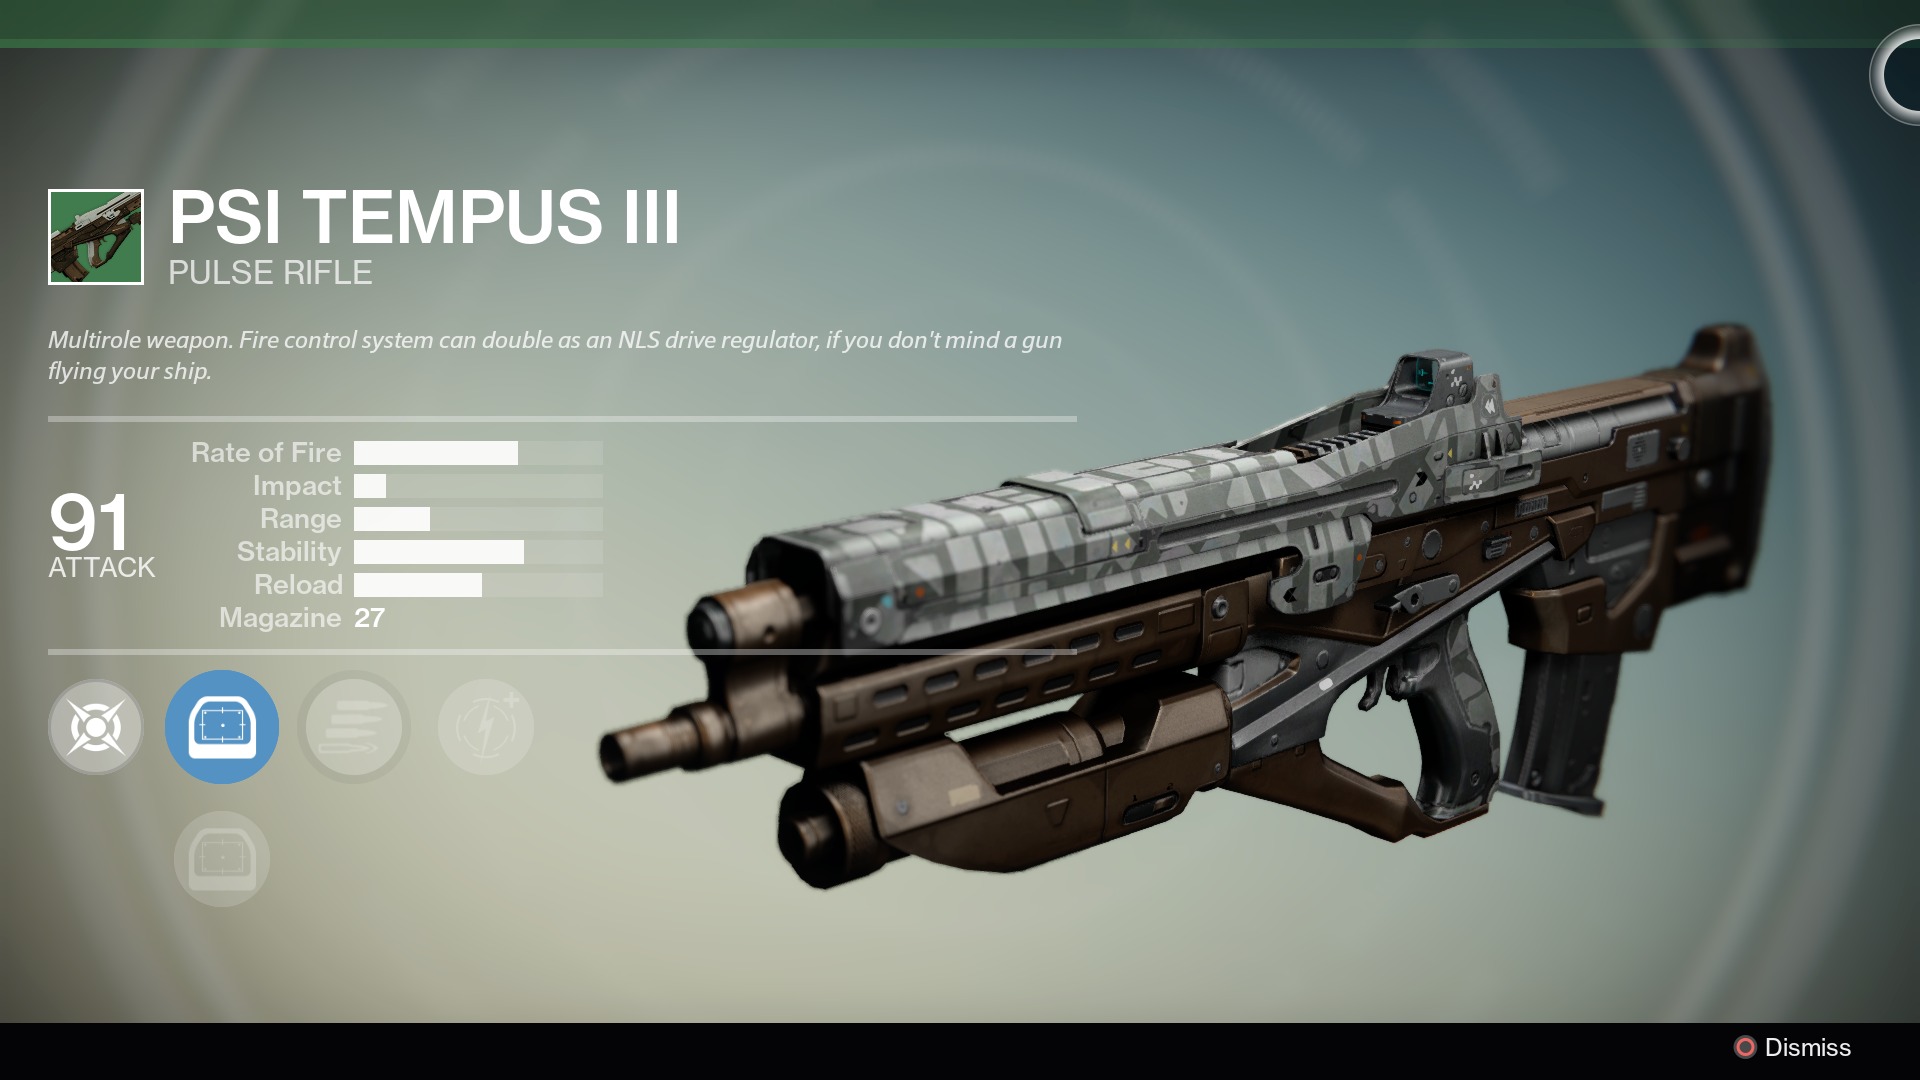 PSI TEMPUS III
PULSE RIFLE
Multirole weapon. Fire control system can double as an NLS drive regulator, if you don't mind a gun
flying your ship.
91
ATTACK
Rate of Fire
Impact
Range
Stability
Reload
Magazine 27
Dismiss